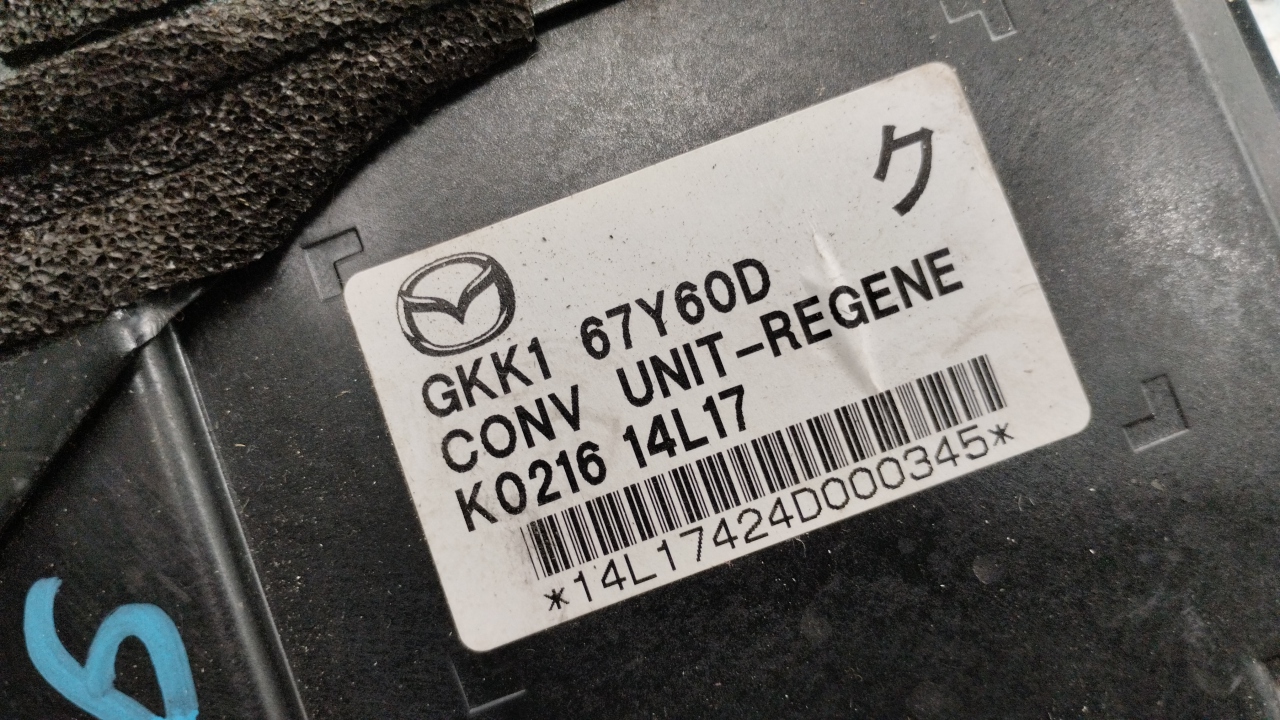 ク
GKK1 67Y60D
CONV UNIT-REGENE
K0216 14L17
*14L17424D000345*